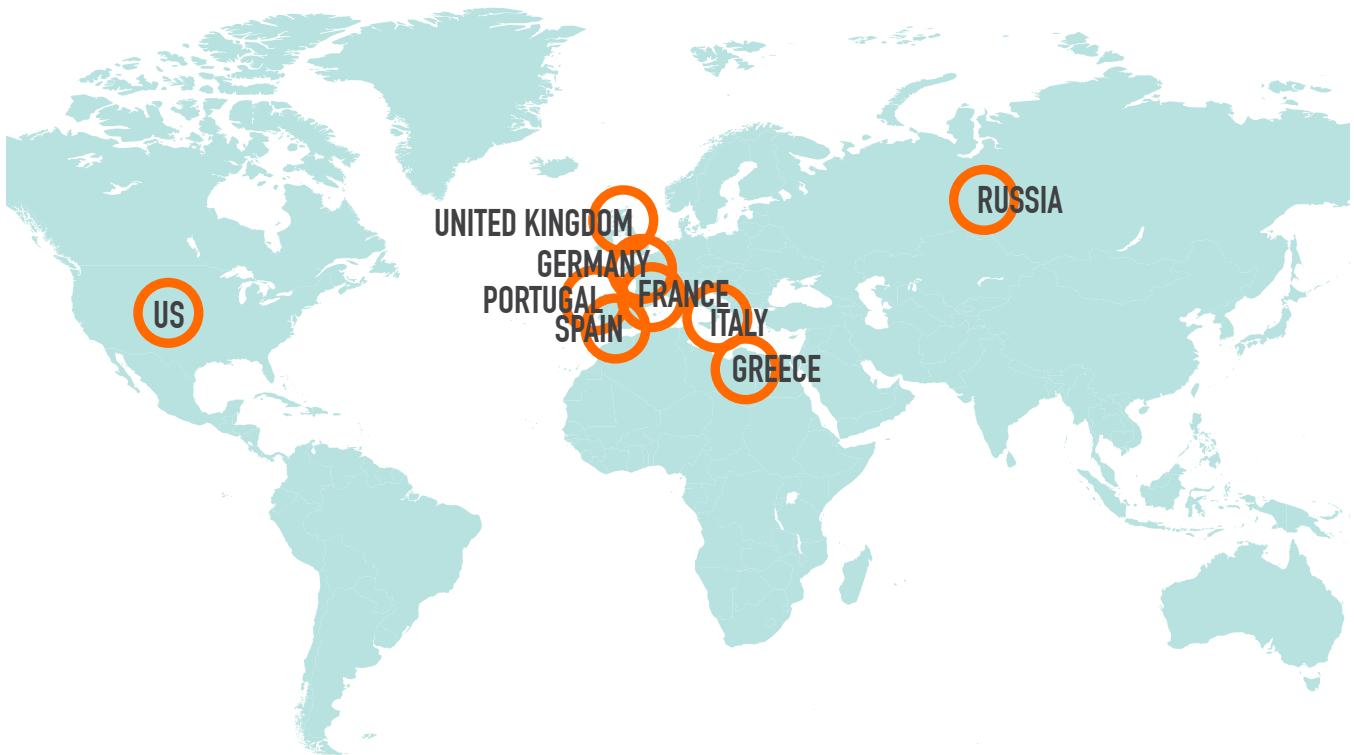 RUSSIA
UNITED KINGDOM
GERMANY
FRANCE
PORTUGAL
US
ITALY
SPAIN
GREECE